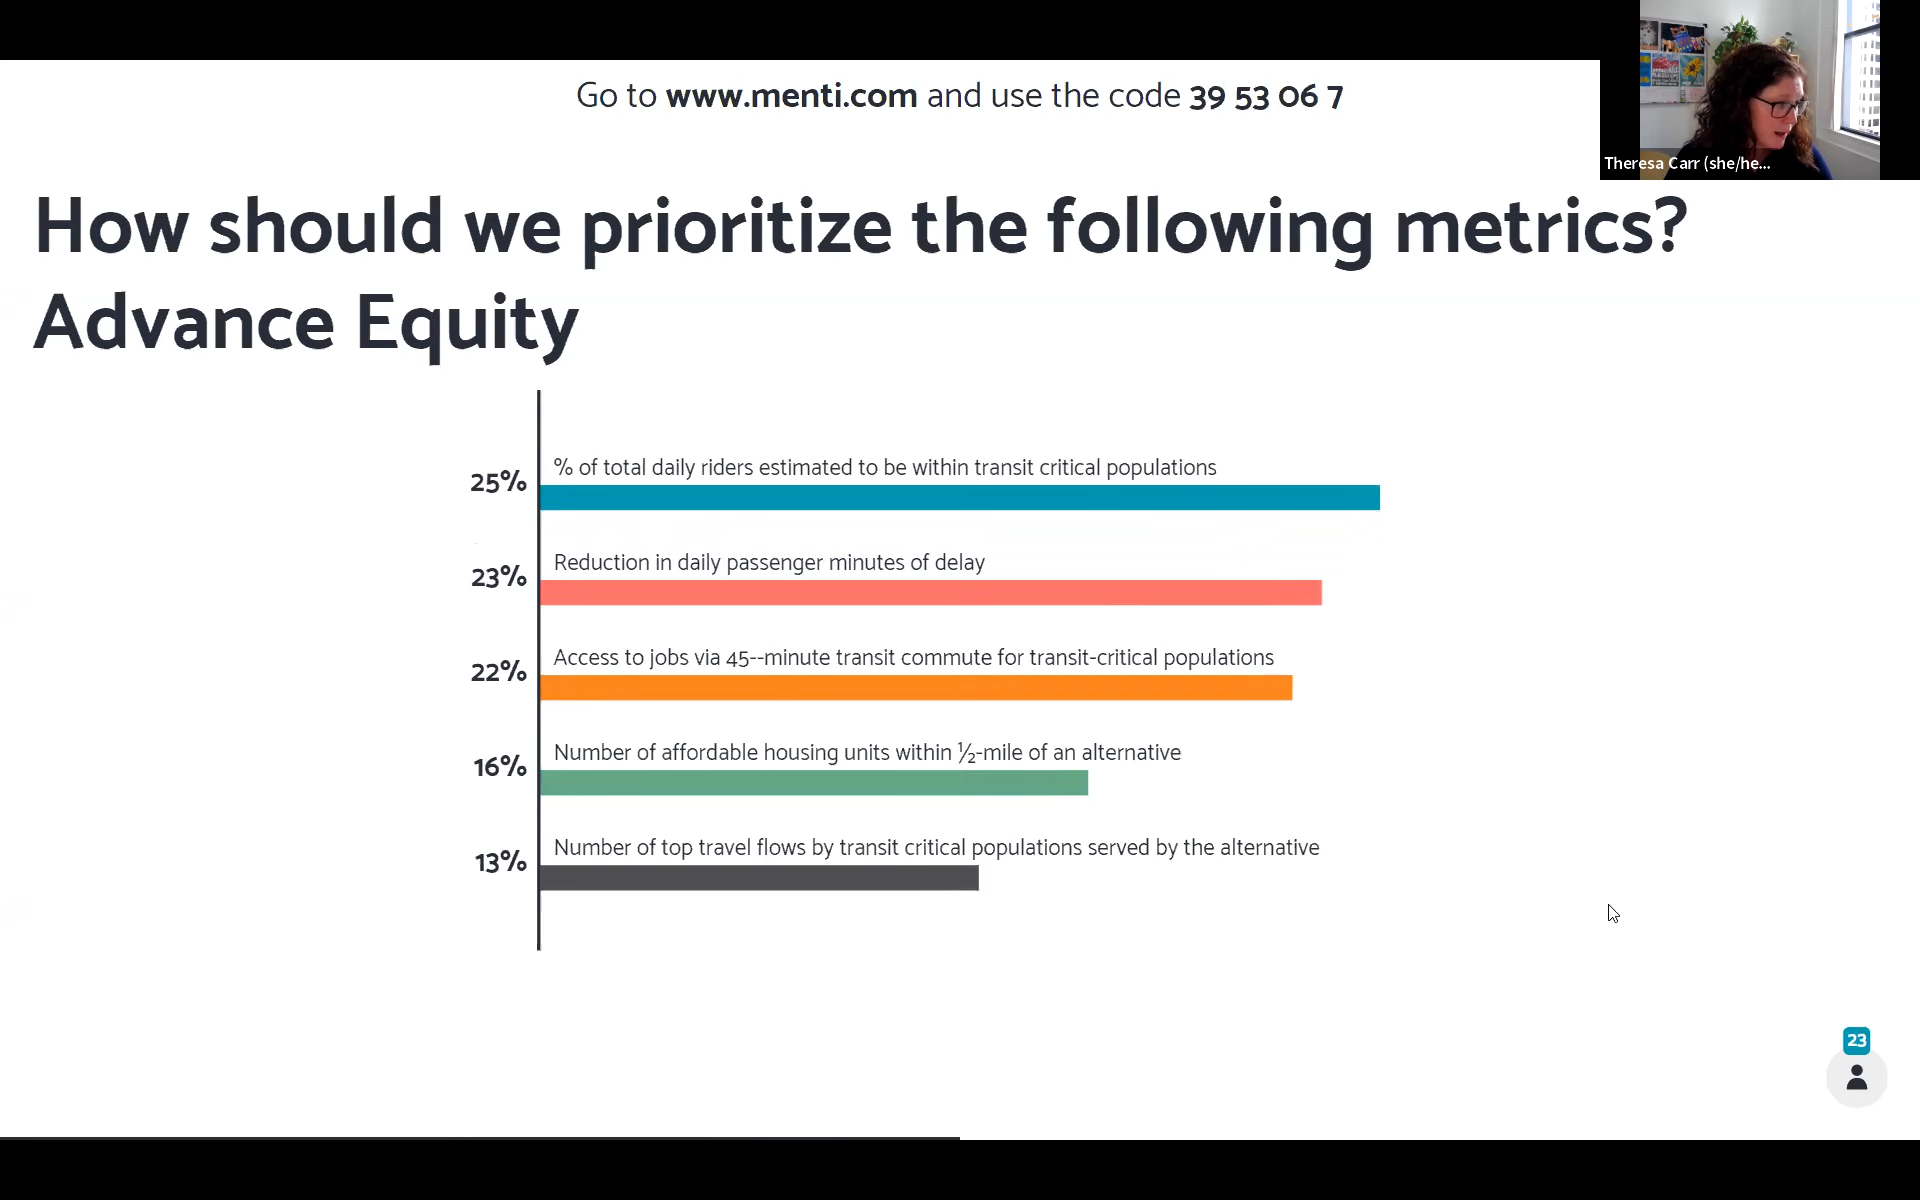 Go to www.menti.com and use the code 39 53 06 7
Theresa Carr (she/he...
How should we prioritize the following metrics?
Advance Equity
25%
% of total daily riders estimated to be within transit critical populations
23%
Reduction in daily passenger minutes of delay
22%
Access to jobs via 45--minute transit commute for transit-critical populations
16%
Number of affordable housing units within ½-mile of an alternative
13%
Number of top travel flows by transit critical populations served by the alternative
23